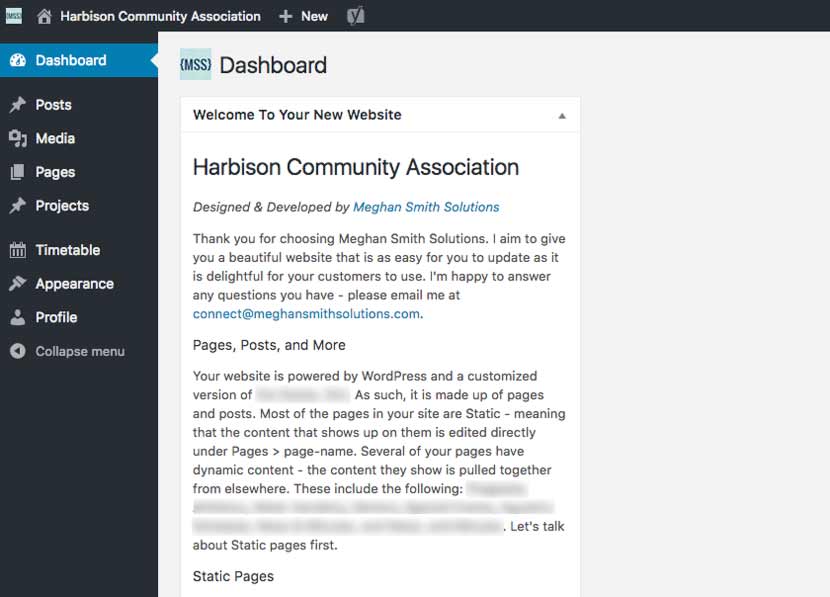 {MSS} Harbison Community Association + New
Dashboard
Posts
Media
Pages
Projects
Timetable
Appearance
Profile
Collapse menu
{MSS} Dashboard
Welcome To Your New Website
Harbison Community Association
Designed & Developed by Meghan Smith Solutions
Thank you for choosing Meghan Smith Solutions. I aim to give
you a beautiful website that is as easy for you to update as it
is delightful for your customers to use. I'm happy to answer
any questions you have - please email me at
connect@meghansmithsolutions.com.
Pages, Posts, and More
Your website is powered by WordPress and a customized
version of . As such, it is made up of pages
and posts. Most of the pages in your site are Static - meaning
that the content that shows up on them is edited directly
under Pages > page-name. Several of your pages have
dynamic content - the content they show is pulled together
from elsewhere. These include the following:
. Let's talk
about Static pages first.
Static Pages